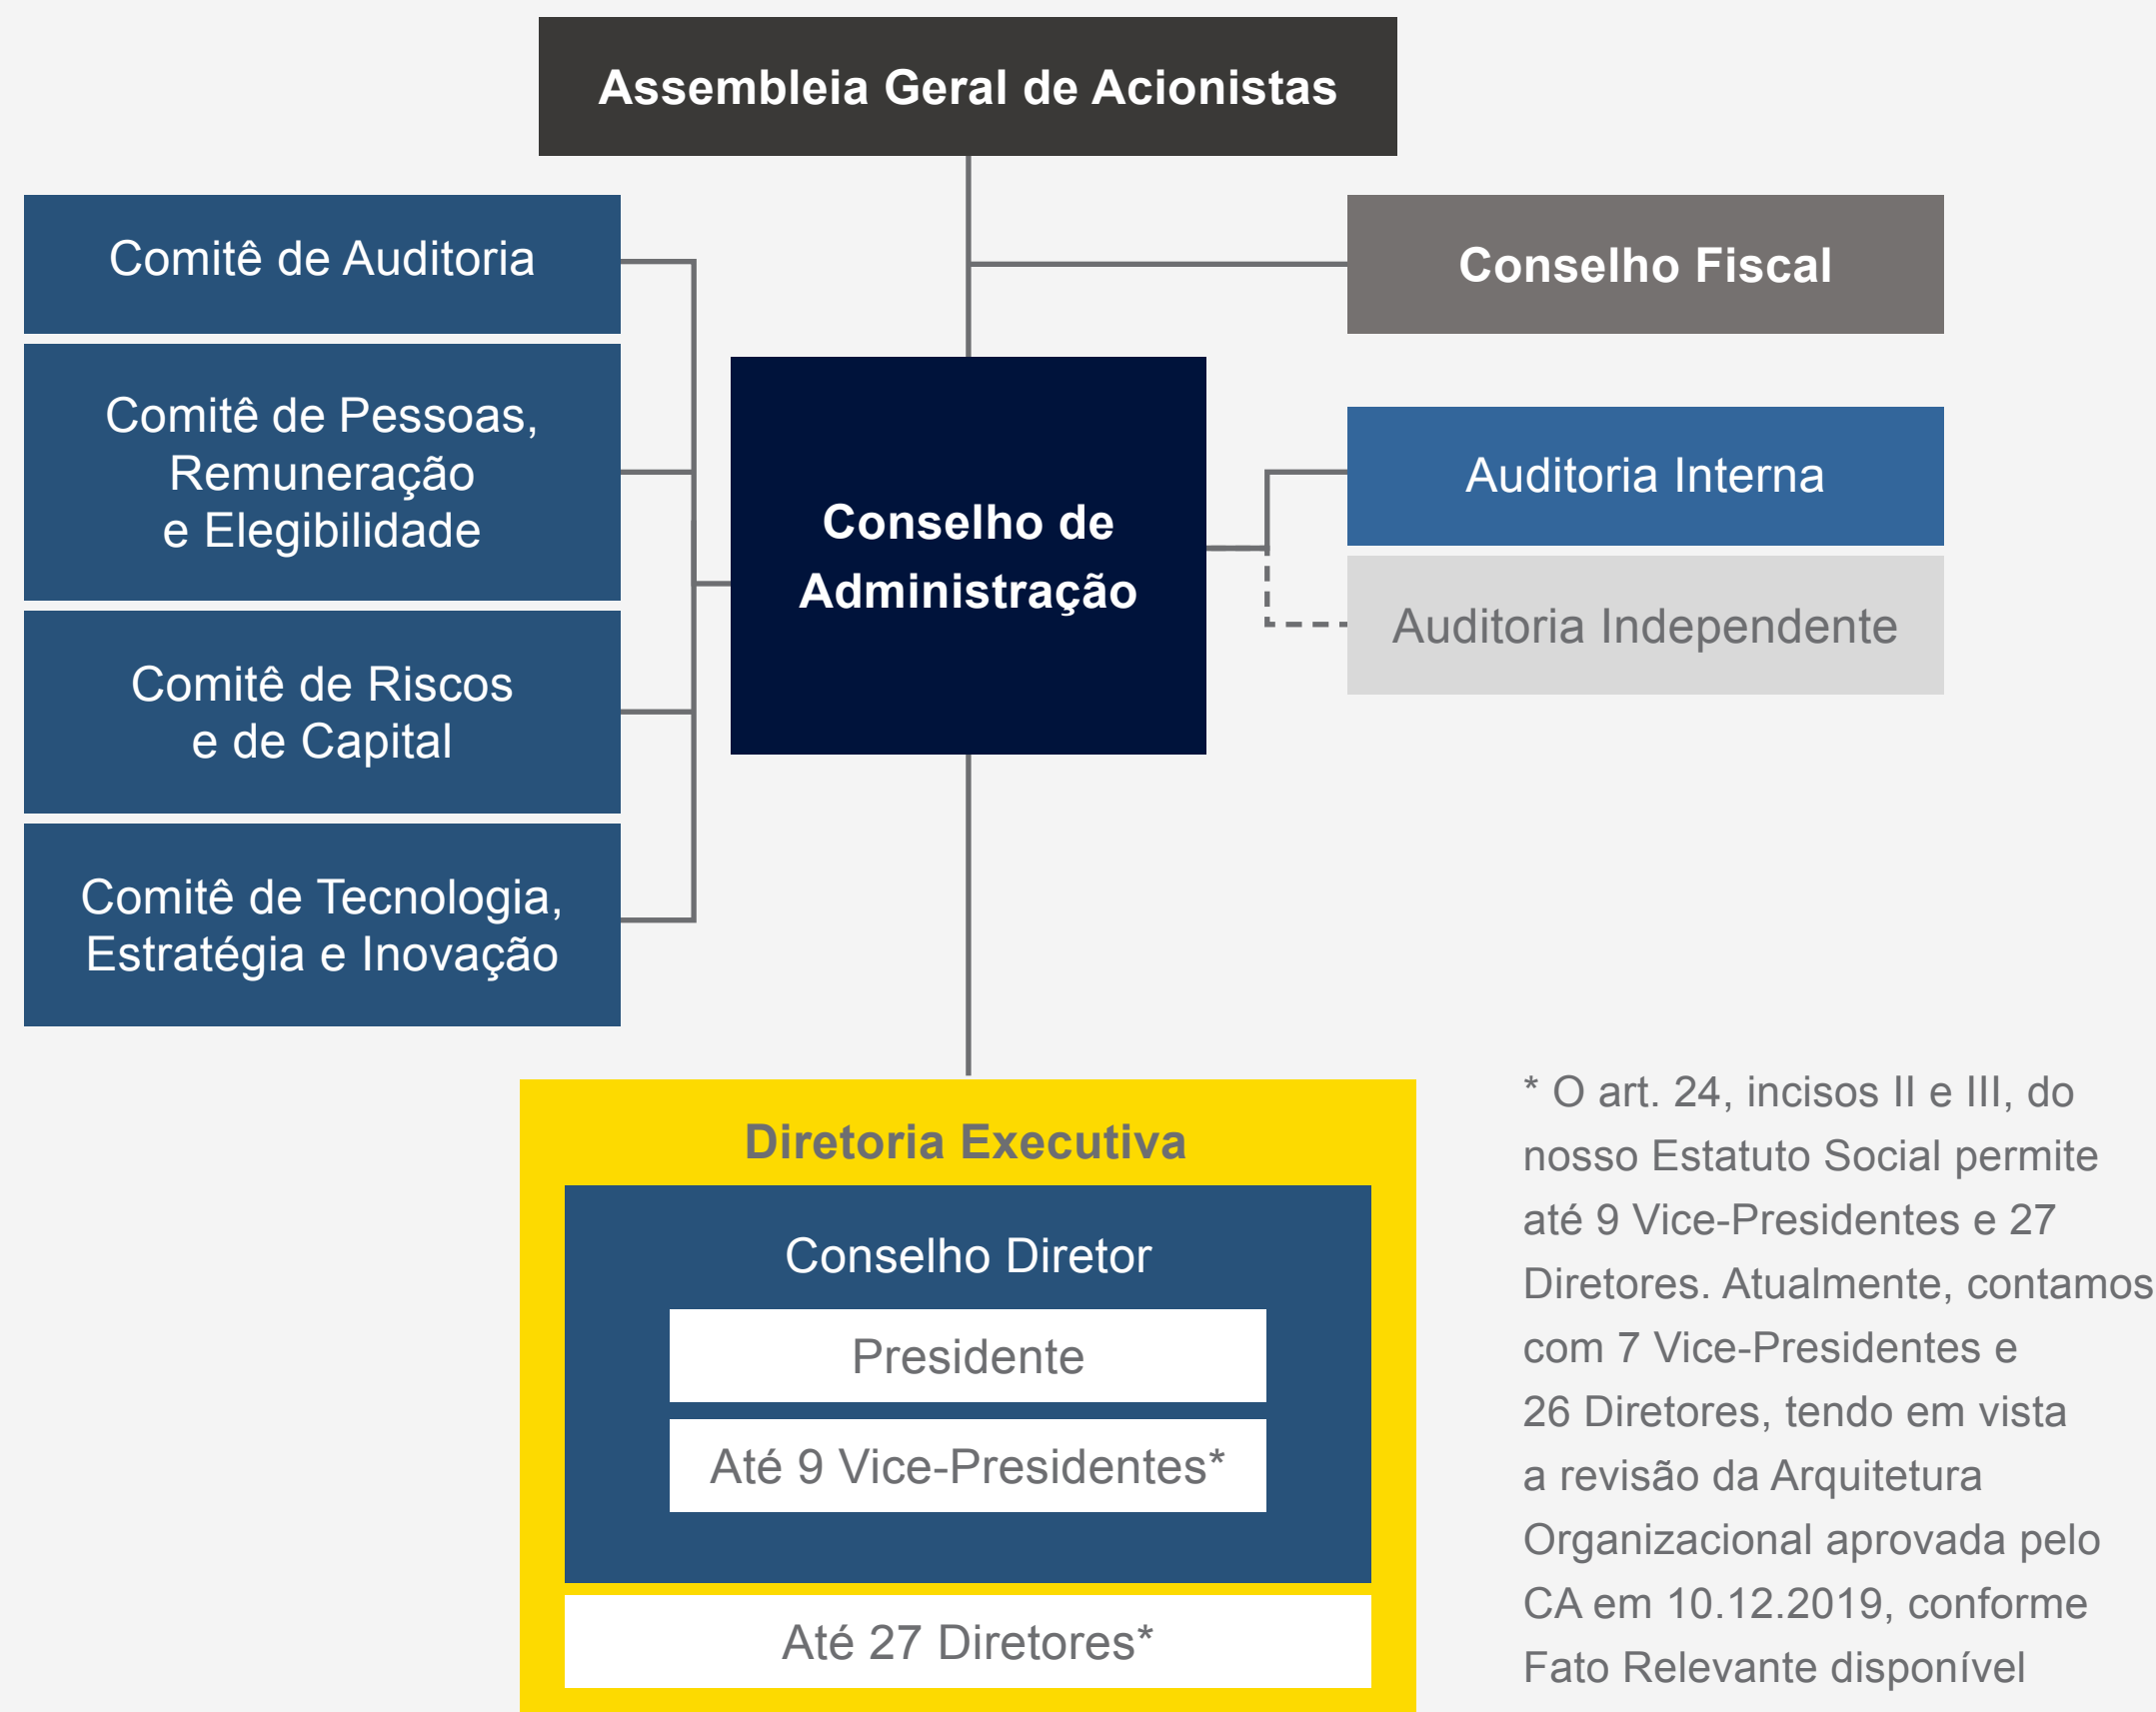 Assembleia Geral de Acionistas
Comitê de Auditoria
Conselho Fiscal
Comitê de Pessoas,
Remuneração
e Elegibilidade
Conselho de
Administração
Auditoria Interna
Auditoria Independente
Comitê de Riscos
e de Capital
Comitê de Tecnologia,
Estratégia e Inovação
Diretoria Executiva
Conselho Diretor
Presidente
Até 9 Vice-Presidentes*
Até 27 Diretores*
* O art. 24, incisos II e III, do
nosso Estatuto Social permite
até 9 Vice-Presidentes e 27
Diretores. Atualmente, contamos
com 7 Vice-Presidentes e
26 Diretores, tendo em vista
a revisão da Arquitetura
Organizacional aprovada pelo
CA em 10.12.2019, conforme
Fato Relevante disponível